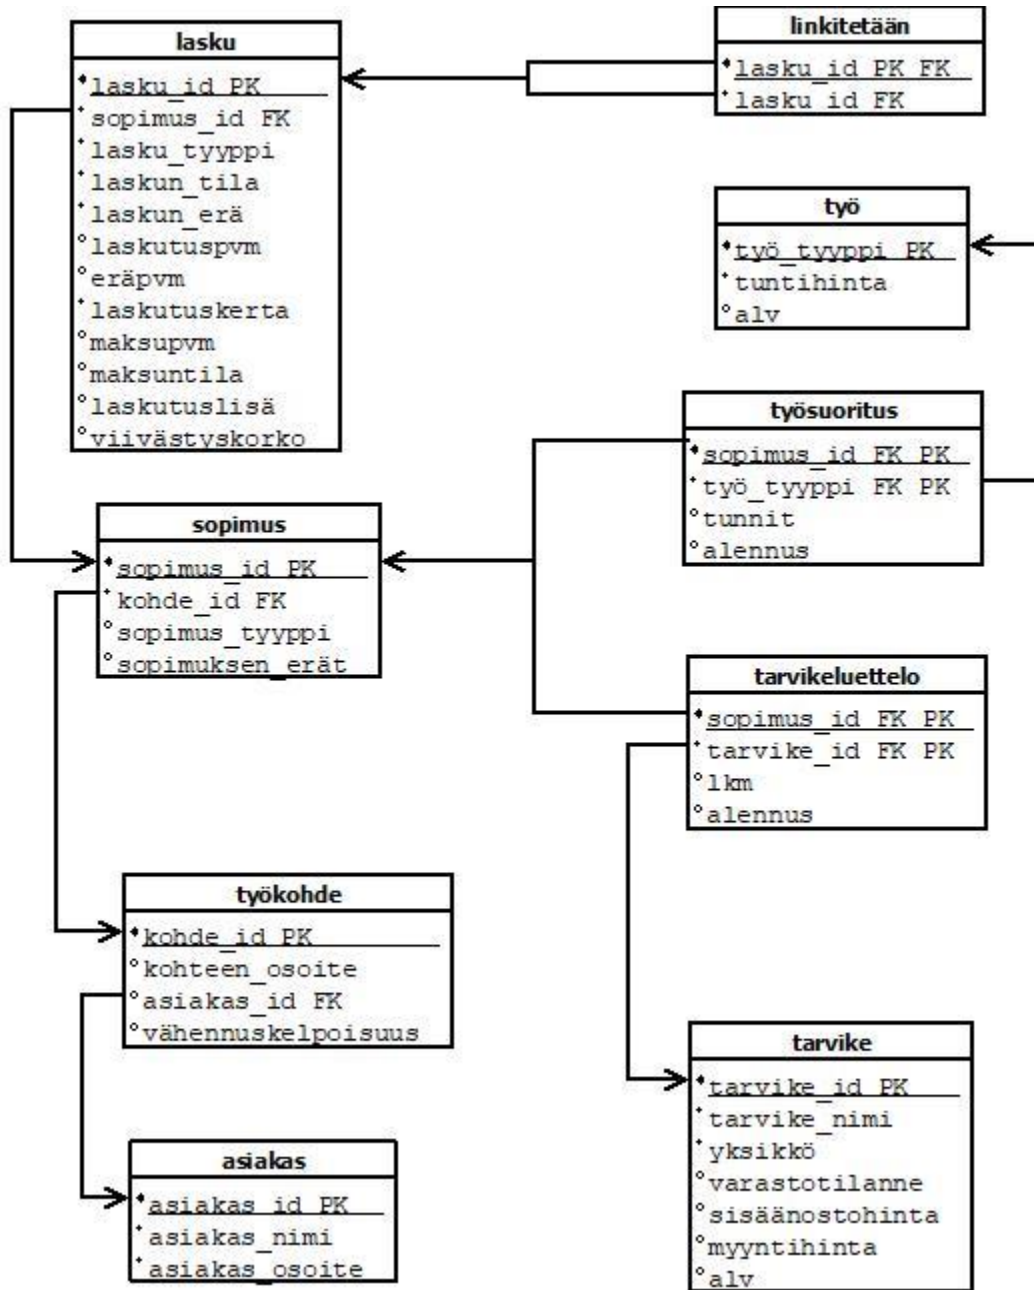 lasku
lasku_id PK
sopimus_id FK
lasku_tyyppi
laskun_tila
laskun_erä
laskutuspvm
eräpvm
laskutuskerta
maksupvm
maksuntila
laskutuslisä
viivästyskorko
linkitetään
lasku_id PK FK
lasku_id FK
työ
työ_tyyppi PK
tuntihinta
alv
työsuoritus
sopimus_id FK PK
työ_tyyppi FK PK
tunnit
alennus
sopimus
sopimus_id PK
kohde_id FK
sopimus_tyyppi
sopimuksen_erät
tarvikeluettelo
sopimus_id FK PK
tarvike_id FK PK
lkm
alennus
työkohde
kohde_id PK
kohteen_osoite
asiakas_id FK
vähennuskelpoisuus
tarvike
tarvike_id PK
tarvike_nimi
yksikkö
varastotilanne
sisäänostohinta
myyntihinta
alv
asiakas
asiakas_id PK
asiakas_nimi
asiakas_osoite